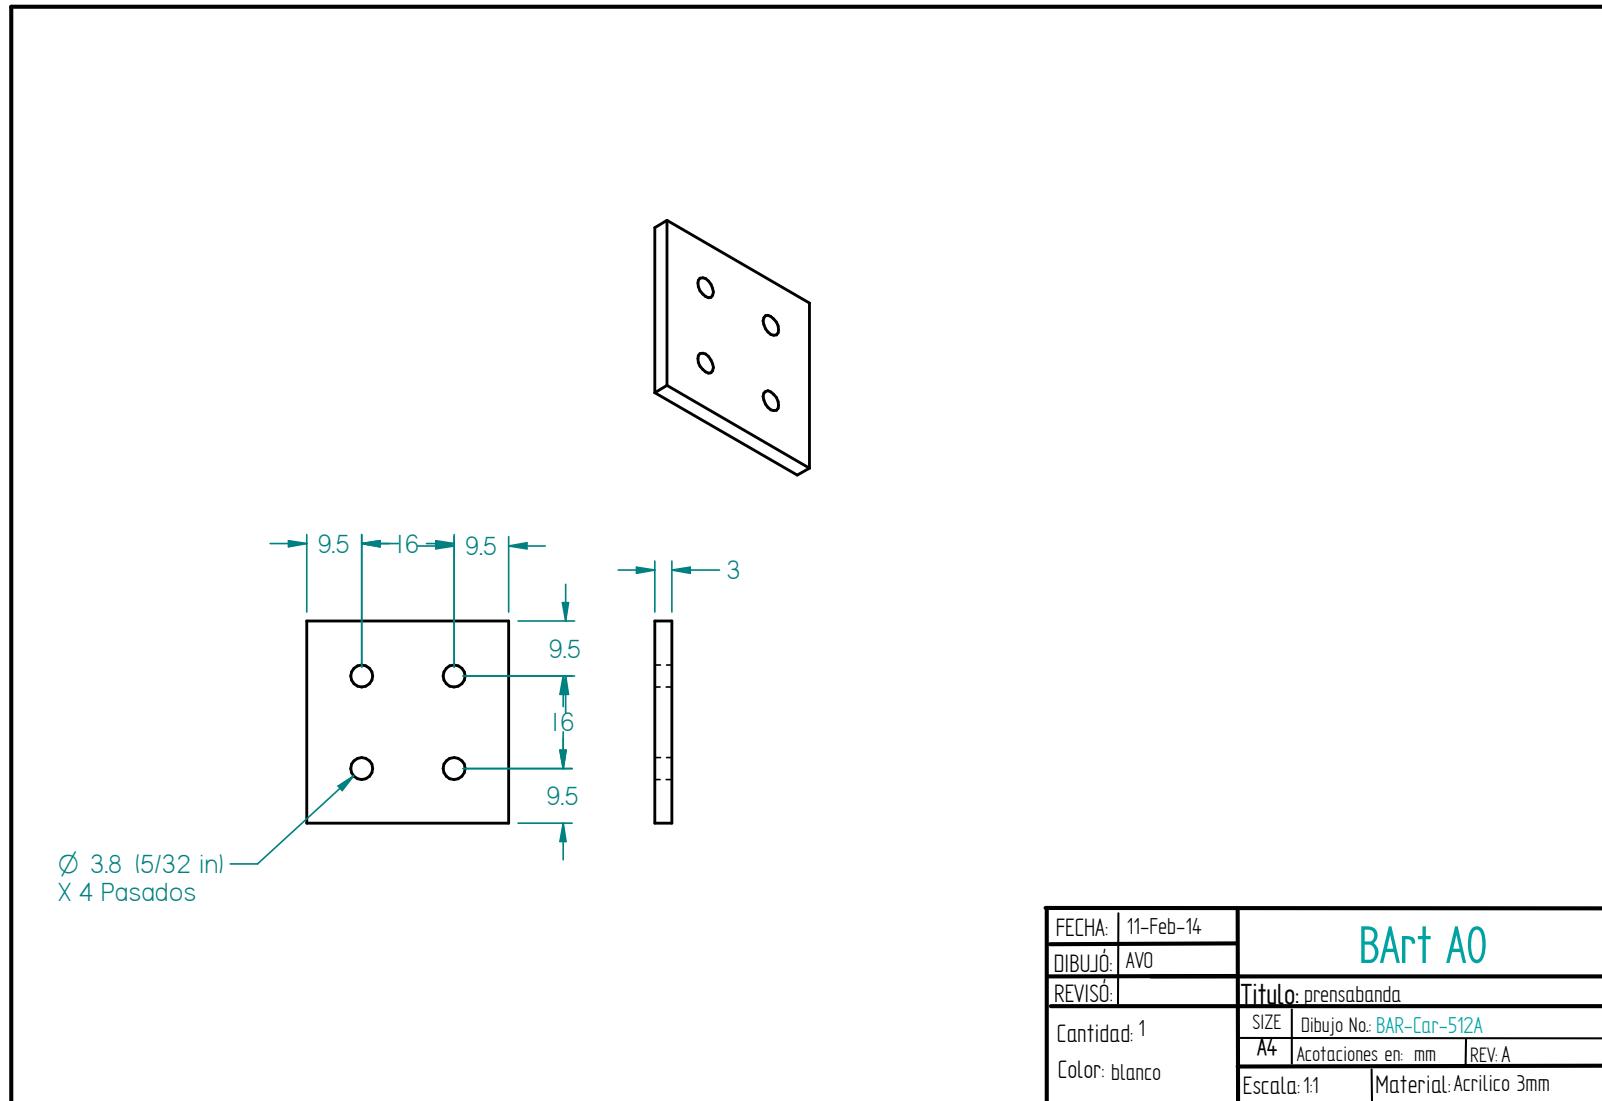 9.5 16 9.5
3
9.5
16
9.5
Ø 3.8 (5/32 in)
X 4 Pasados
FECHA: 11-Feb-14
BArt A0
DIBUJÓ: AVO
REVISÓ:
Titulo: prensabanda
Cantidad: 1
SIZE Dibujo No.: BAR-Car-512A
A4 Acotaciones en: mm REV: A
Color: blanco
Escala: 1:1 Material: Acrilico 3mm